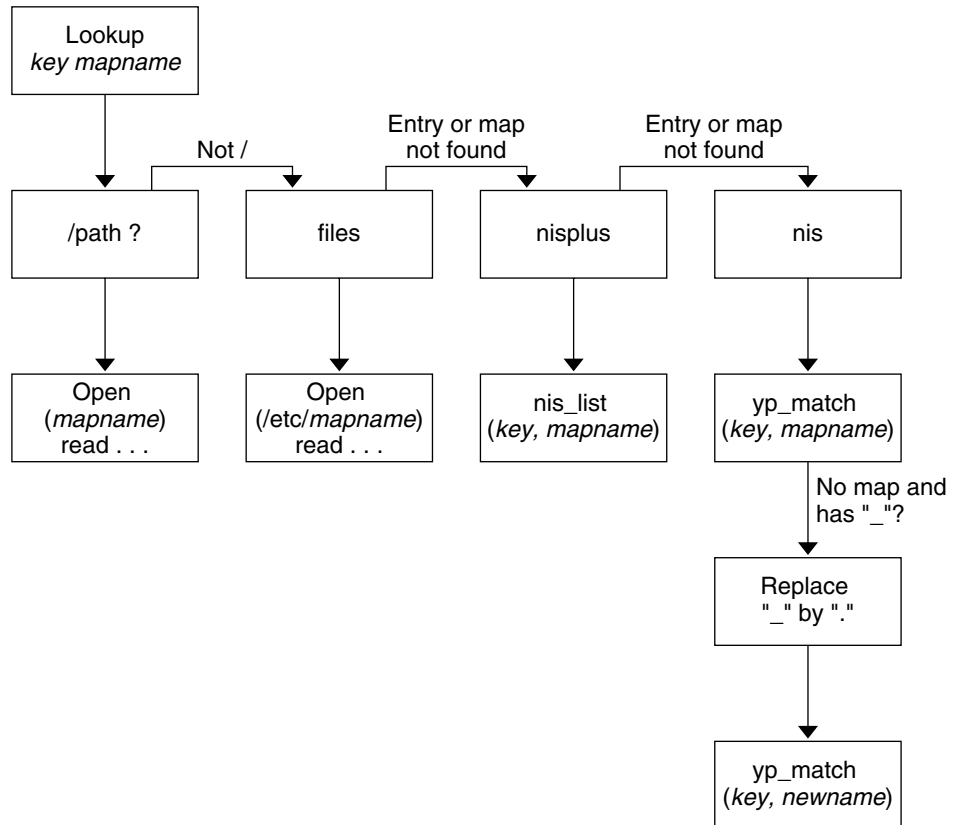 Lookup
key mapname
Not /
Entry or map
not found
Entry or map
not found
/path ?
files
nisplus
nis
Open
(mapname)
read . . .
Open
(/etc/mapname)
read . . .
nis_list
(key, mapname)
yp_match
(key, mapname)
No map and
has "_"?
Replace
"_" by "."
yp_match
(key, newname)